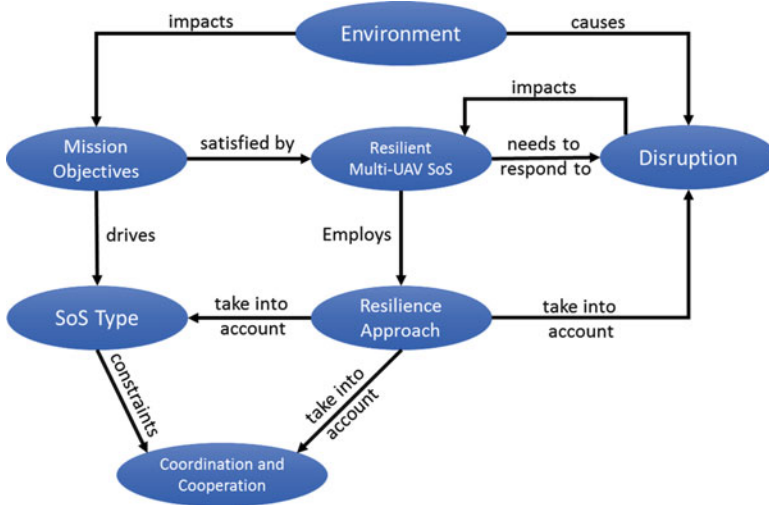 impacts
Environment
causes
impacts
Mission
Objectives
satisfied by
Resilient
Multi-UAV SoS
needs to
respond to
Disruption
drives
Employs
SoS Type
take into
account
Resilience
Approach
take into
account
constraints
take into
account
Coordination and
Cooperation